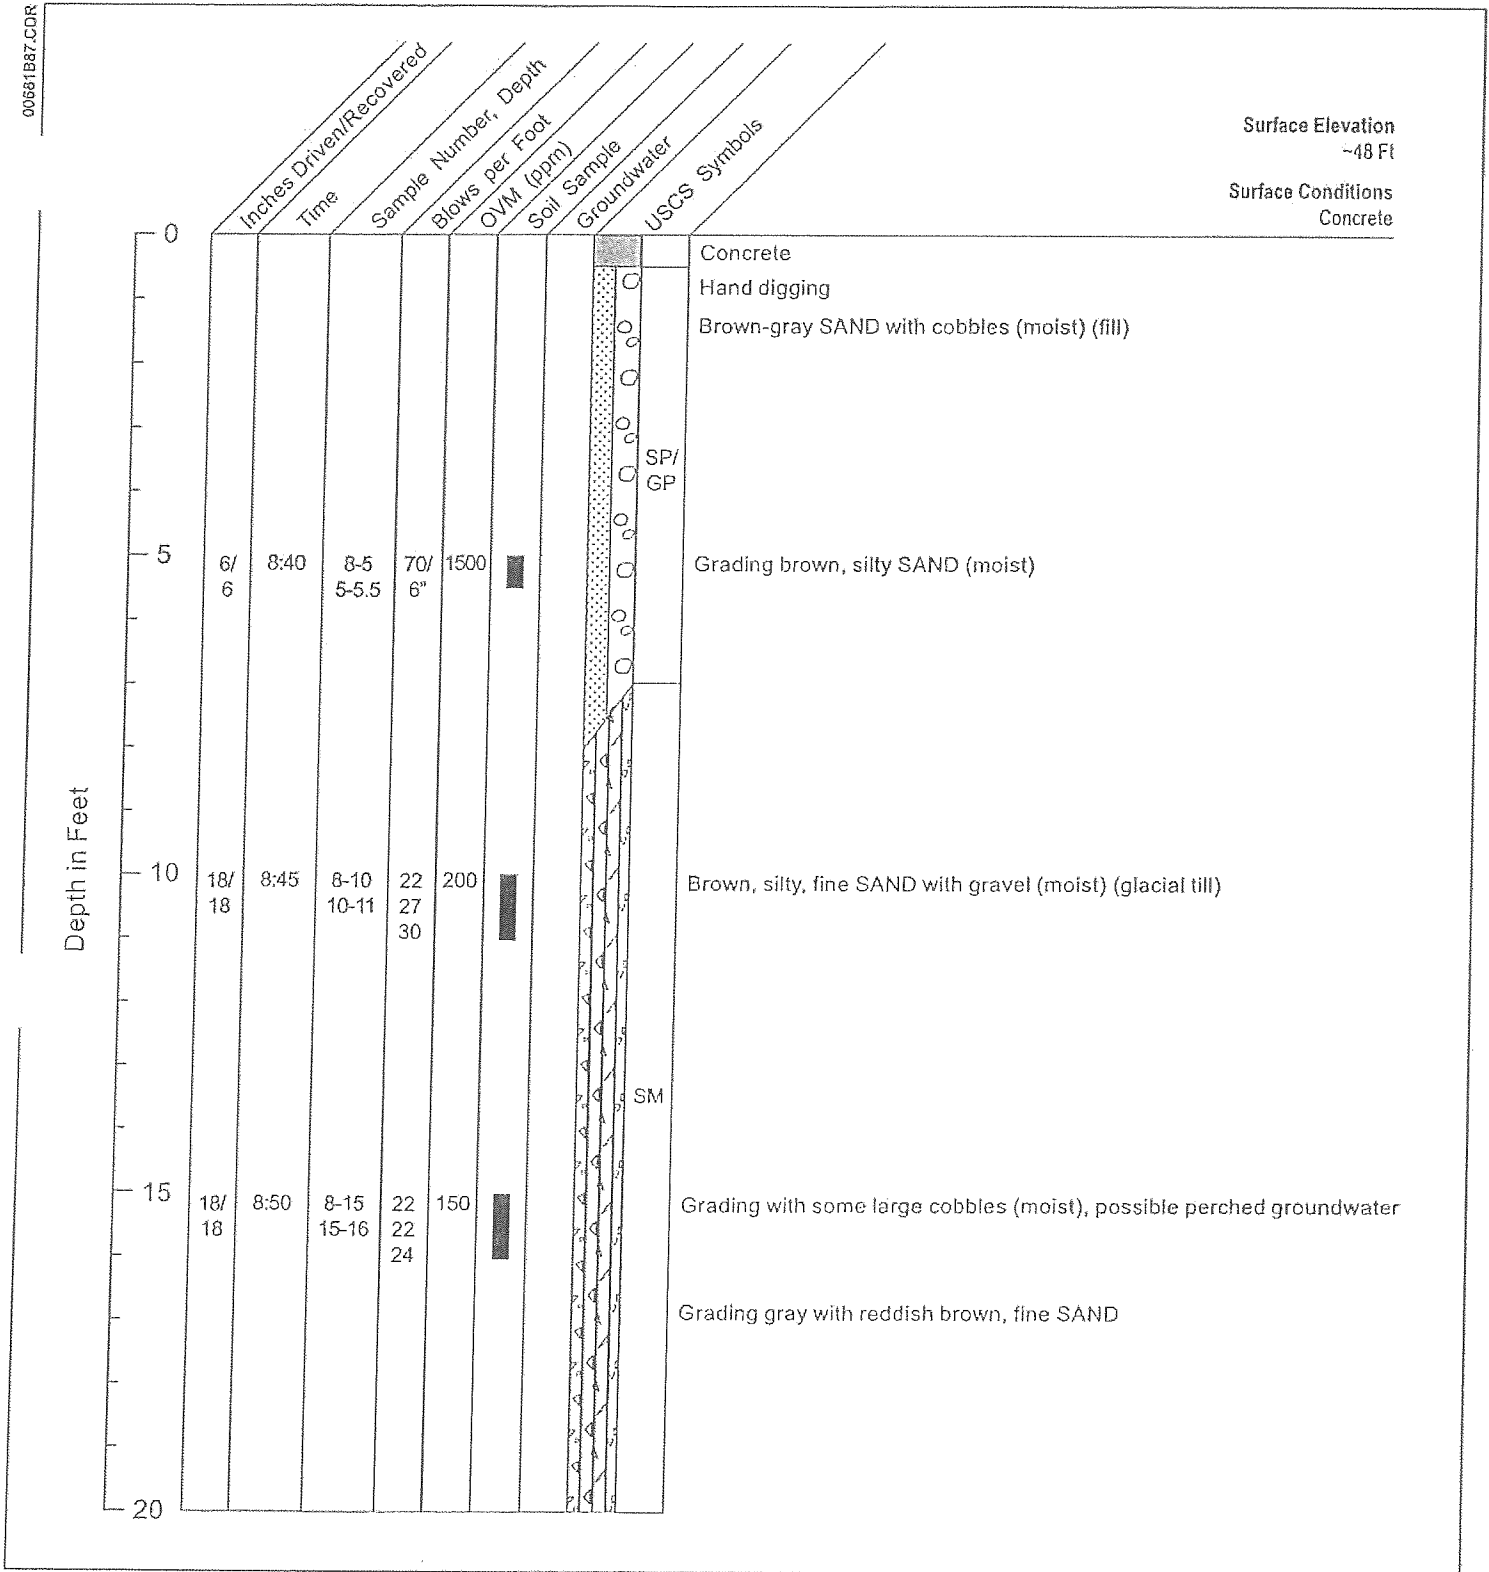 00681B87.CDR
Inches Driven/Recovered
Time
Sample Number, Depth
Blows per Foot
OVM (ppm)
Soil Sample
Groundwater
USCS Symbols
Surface Elevation
~48 Ft
Surface Conditions
Concrete
0
Concrete
Hand digging
Brown-gray SAND with cobbles (moist) (fill)
SP/
GP
5
6/
6
8:40
8-5
5-5.5
70/
6"
1500
Grading brown, silty SAND (moist)
Depth in Feet
10
18/
18
8:45
8-10
10-11
22
27
30
200
Brown, silty, fine SAND with gravel (moist) (glacial till)
SM
15
18/
18
8:50
8-15
15-16
22
22
24
150
Grading with some large cobbles (moist), possible perched groundwater
Grading gray with reddish brown, fine SAND
20